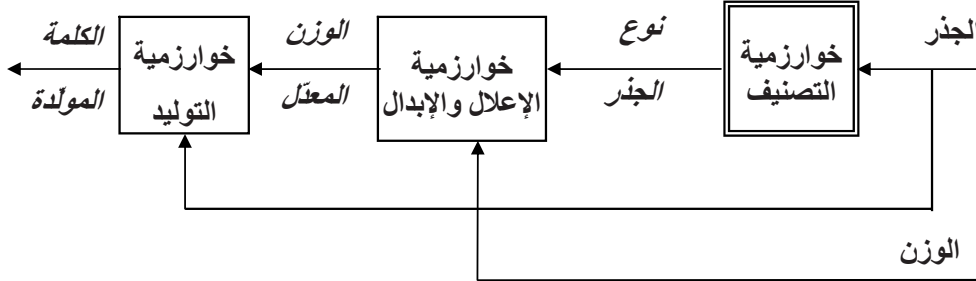 الجذر
خوارزمية
التصنيف
نوع
الجذر
خوارزمية
الإعلال والإبدال
الوزن
المعدّل
خوارزمية
التوليد
الكلمة
المولّدة
الوزن